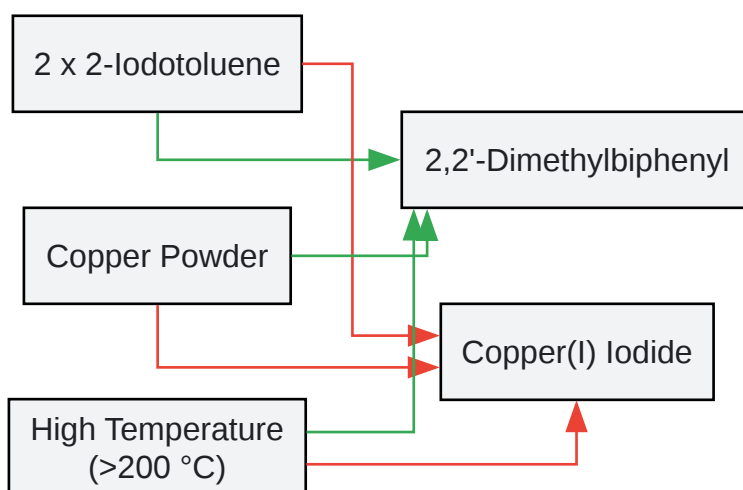 2 x 2-Iodotoluene
2,2'-Dimethylbiphenyl
Copper Powder
Copper(I) Iodide
High Temperature
(>200 °C)